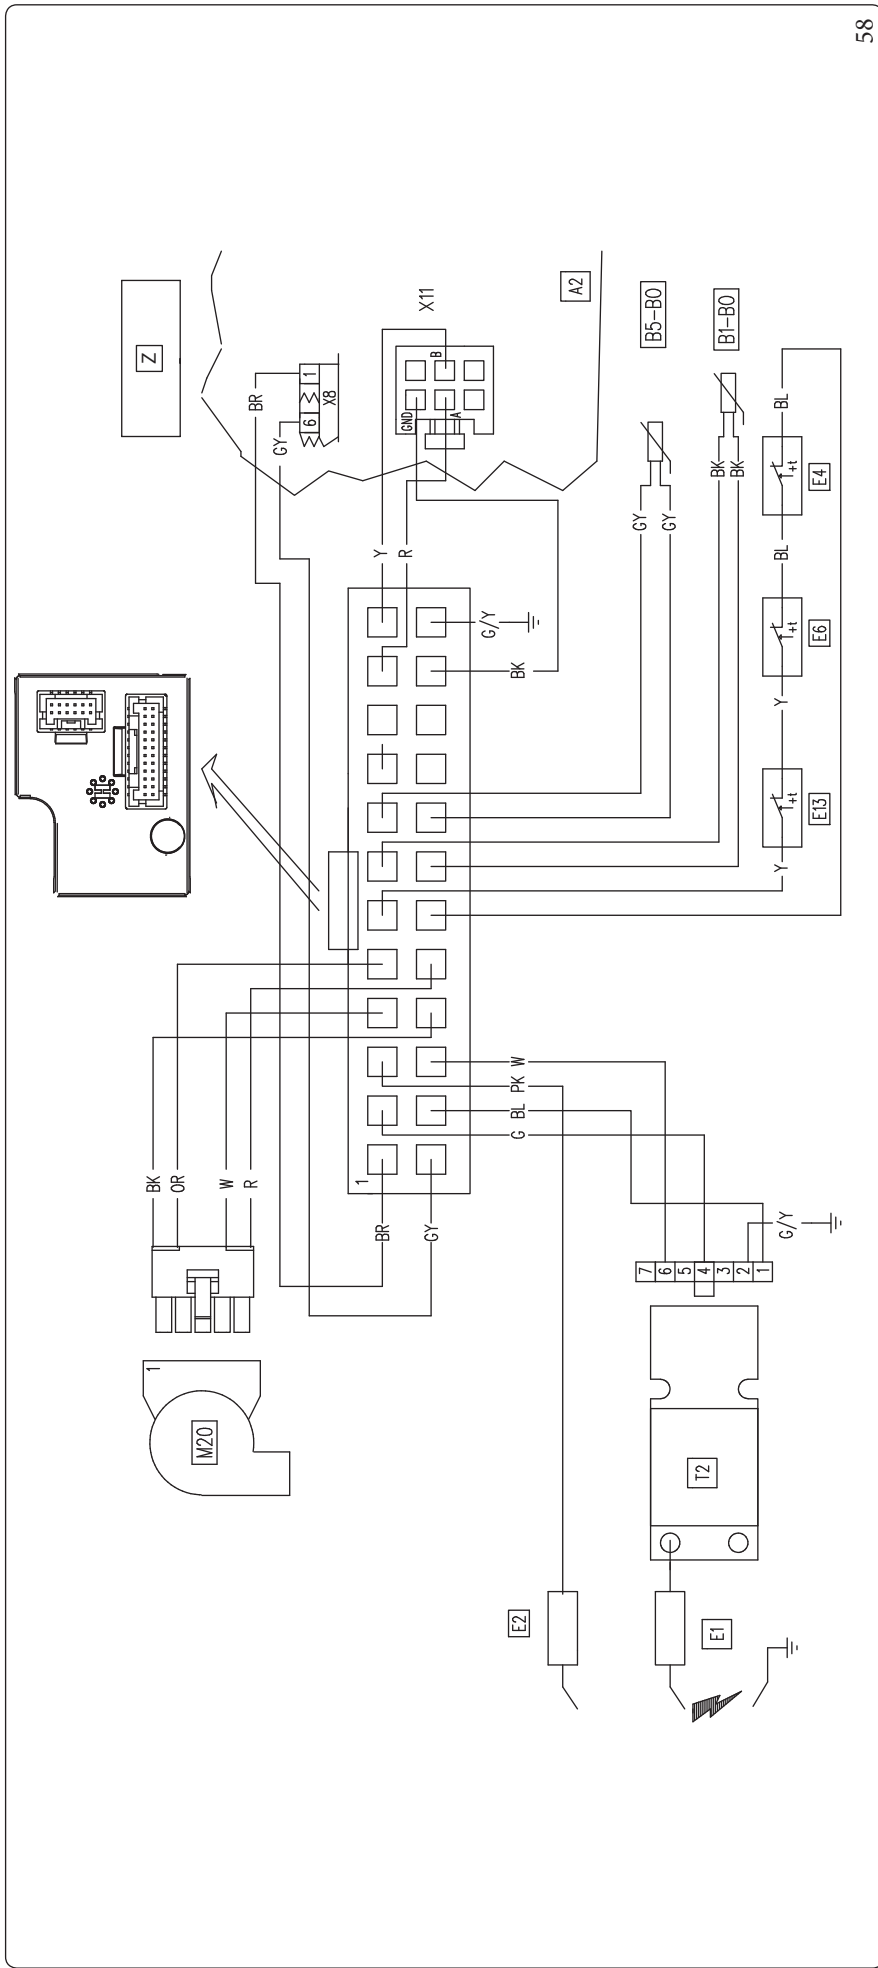 58
Z
BR
GY
1
6
X8
X11
B
GND
A
A2
B5-B0
B1-B0
Y
R
G/Y
BK
GY
GY
BK
BK
BL
E4
BL
E6
Y
E13
Y
BK
OR
W
R
1
BR
GY
W
PK
BL
G
1
M20
7
6
5
4
3
2
1
G/Y
T2
E2
E1